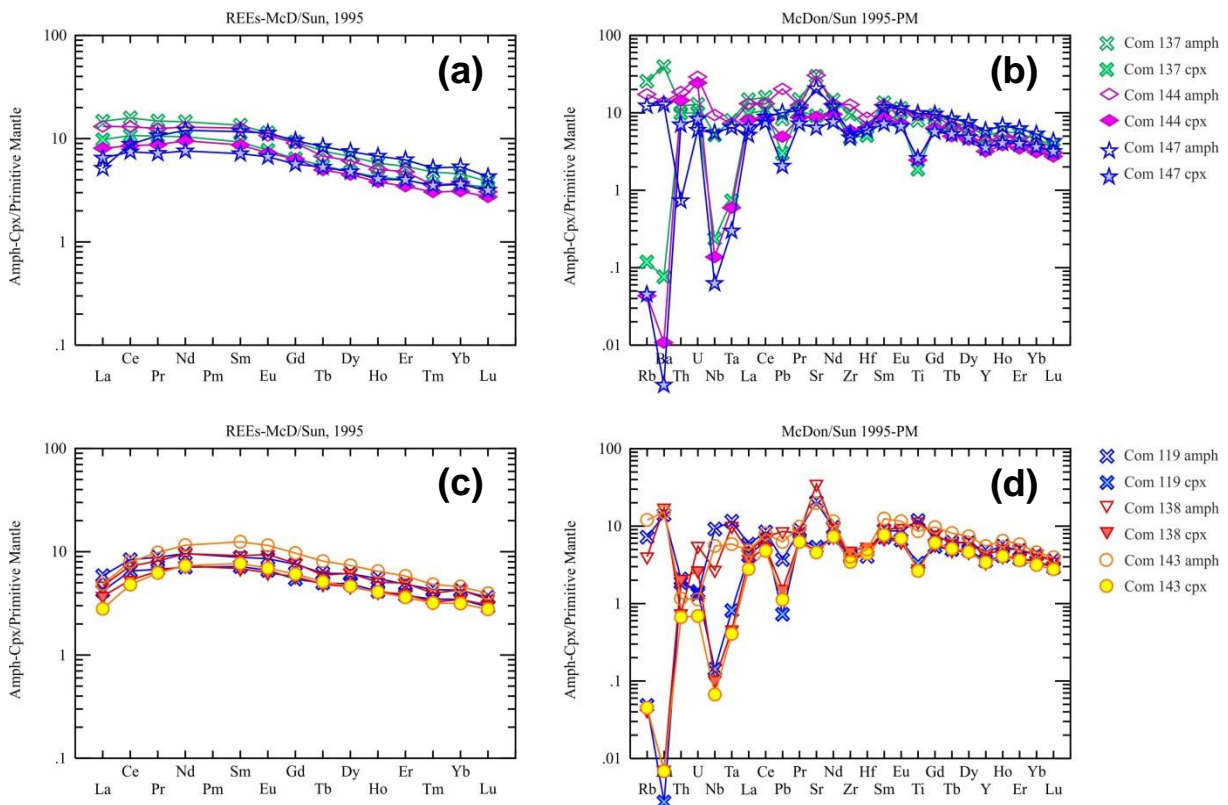 REEs-McD/Sun, 1995
(a)
Amph-Cpx/Primitive Mantle
100
10
1
.1
Ce Nd Sm Gd Dy Er Yb
La Pr Pm Eu Tb Ho Tm Lu
McDon/Sun 1995-PM
(b)
Amph-Cpx/Primitive Mantle
100
10
1
.1
.01
Ba U Ta Ce Pr Nd Hf Eu Gd Dy Ho Yb
Rb Th Nb La Pb Sr Zr Sm Ti Tb Y Er Lu
Com 137 amph
Com 137 cpx
Com 144 amph
Com 144 cpx
Com 147 amph
Com 147 cpx
REEs-McD/Sun, 1995
(c)
Amph-Cpx/Primitive Mantle
100
10
1
.1
Ce Nd Sm Gd Dy Er Yb
La Pr Pm Eu Tb Ho Tm Lu
McDon/Sun 1995-PM
(d)
Amph-Cpx/Primitive Mantle
100
10
1
.1
.01
U Ta Ce Pr Nd Hf Eu Gd Dy Ho Yb
Rb Th Nb La Pb Sr Zr Sm Ti Tb Y Er Lu
Com 119 amph
Com 119 cpx
Com 138 amph
Com 138 cpx
Com 143 amph
Com 143 cpx